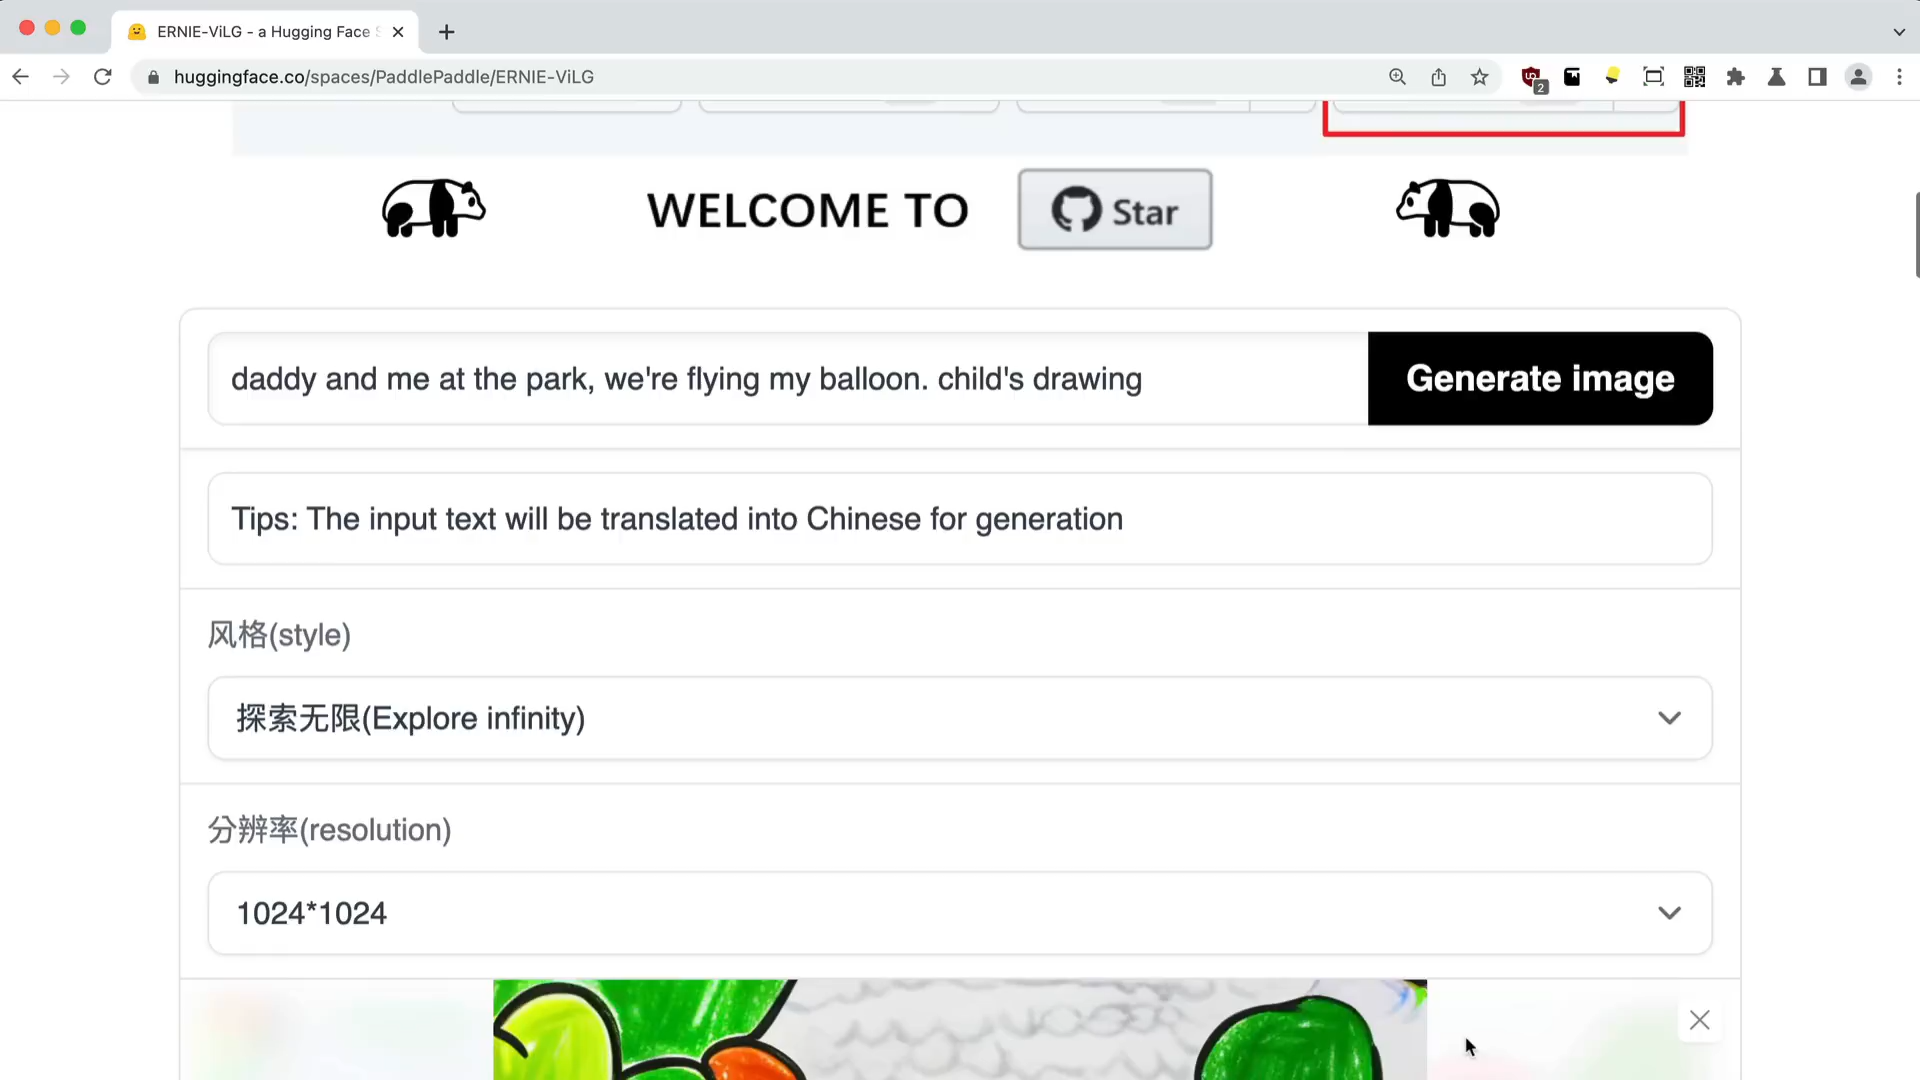 ERNIE-ViLG - a Hugging Face S
huggingface.co/spaces/PaddlePaddle/ERNIE-ViLG
2
WELCOME TO
Star
daddy and me at the park, we're flying my balloon. child's drawing
Generate image
Tips: The input text will be translated into Chinese for generation
风格(style)
探索无限(Explore infinity)
分辨率(resolution)
1024*1024